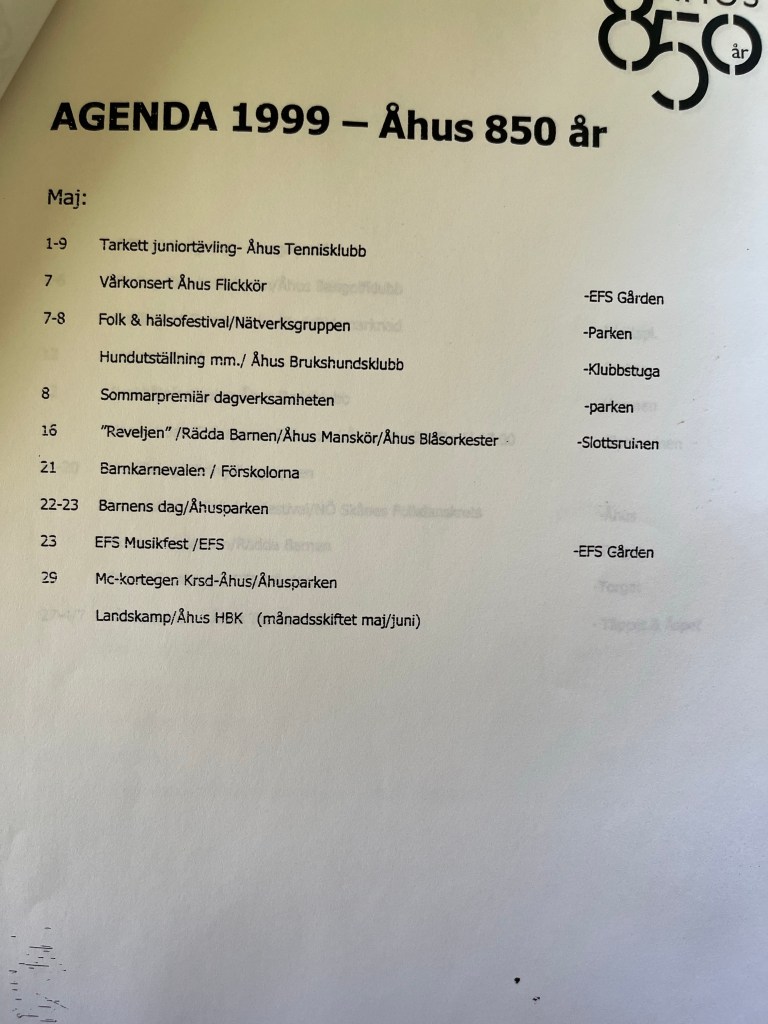 850
år
AGENDA 1999 – Åhus 850 år
Maj:
1-9 Tarkett juniortävling- Åhus Tennisklubb
7 Vårkonsert Åhus Flickkör -EFS Gården
7-8 Folk & hälsofestival/Nätverksgruppen -Parken
Hundutställning mm./ Åhus Brukshundsklubb -Klubbstuga
8 Sommarpremiär dagverksamheten -parken
16 "Reveljen" /Rädda Barnen/Åhus Manskör/Åhus Blåsorkester -Slottsruinen
21 Barnkarnevalen / Förskolorna
22-23 Barnens dag/Åhusparken
23 EFS Musikfest /EFS -EFS Gården
29 Mc-kortegen Krsd-Åhus/Åhusparken
Landskamp/Åhus HBK (månadsskiftet maj/juni)